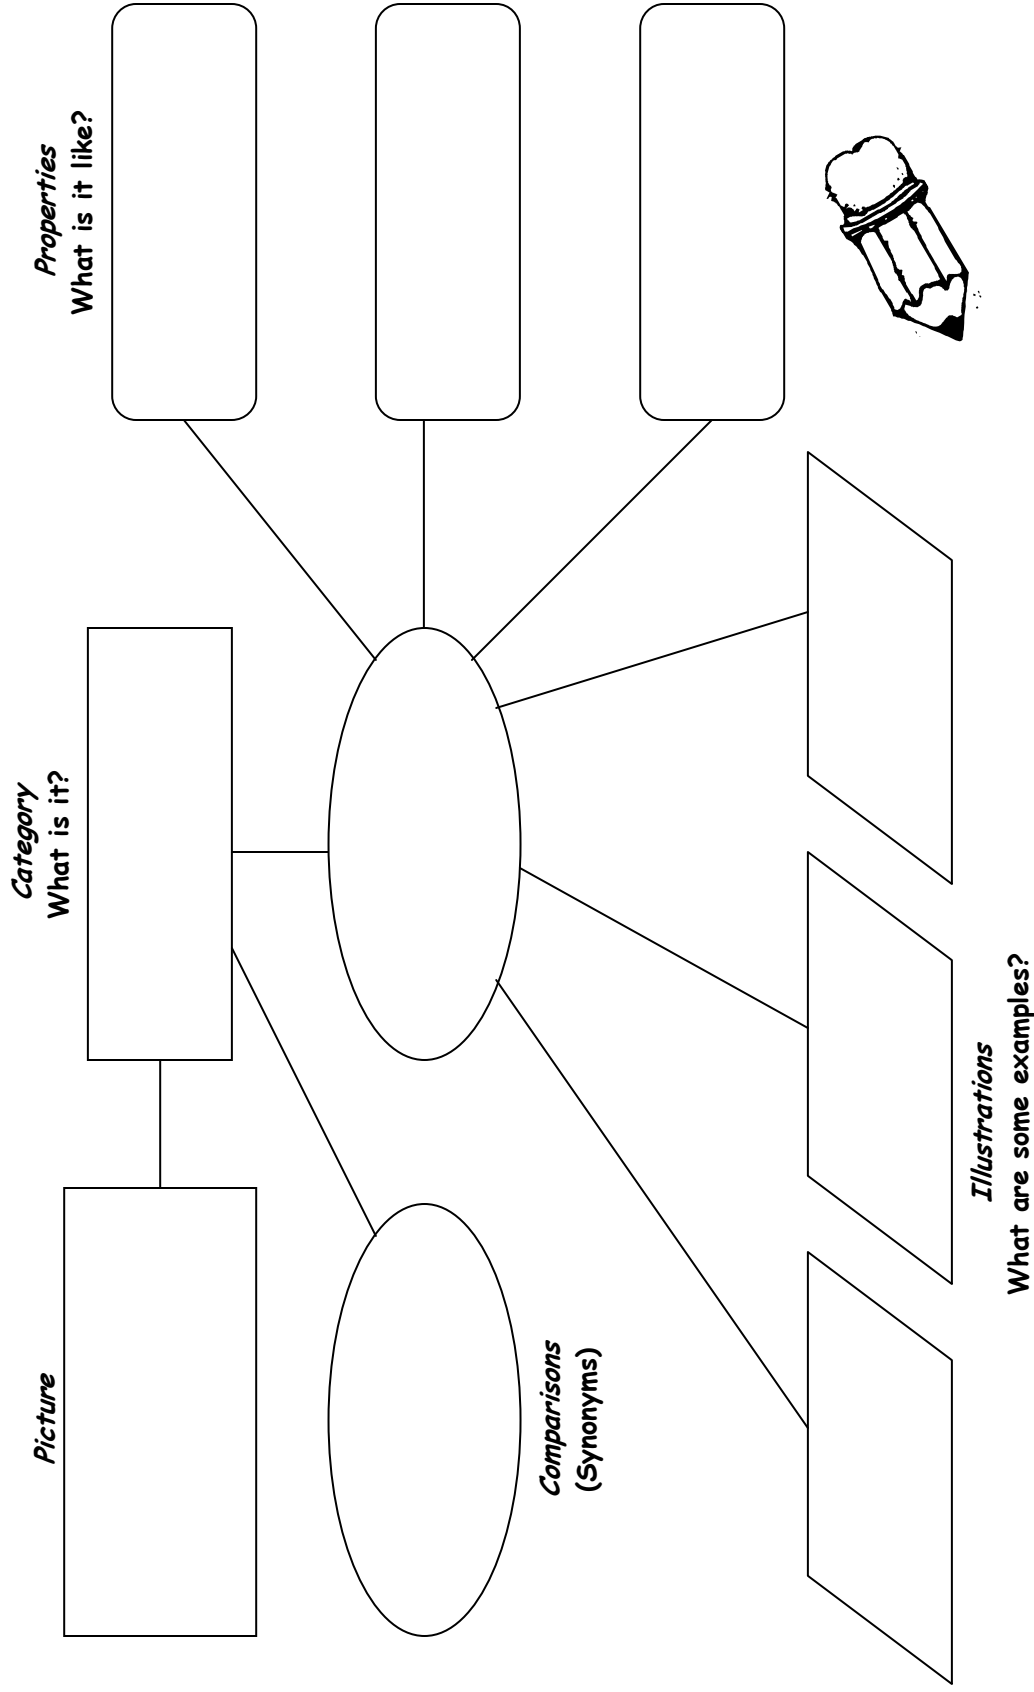 Picture
Category
What is it?
Properties
What is it like?
Comparisons
(Synonyms)
Illustrations
What are some examples?